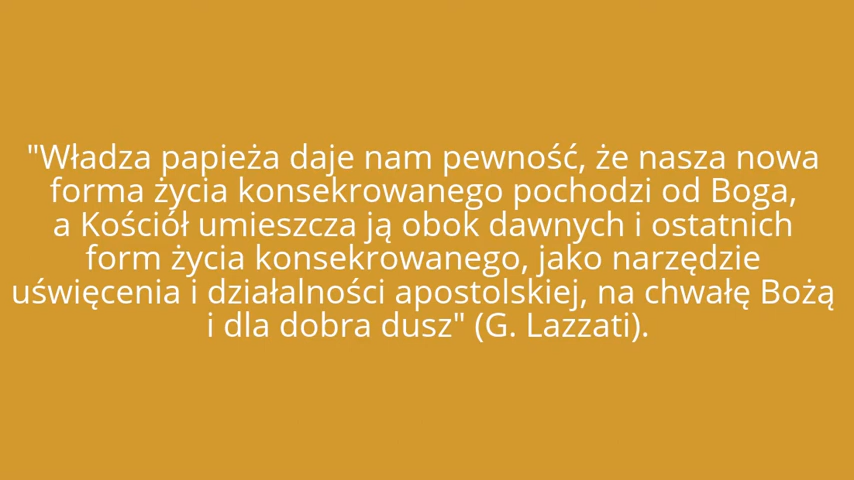 "Władza papieża daje nam pewność, że nasza nowa
forma życia konsekrowanego pochodzi od Boga,
a Kościół umieszcza ją obok dawnych i ostatnich
form życia konsekrowanego, jako narzędzie
uświęcenia i działalności apostolskiej, na chwałę Bożą
i dla dobra dusz" (G. Lazzati).